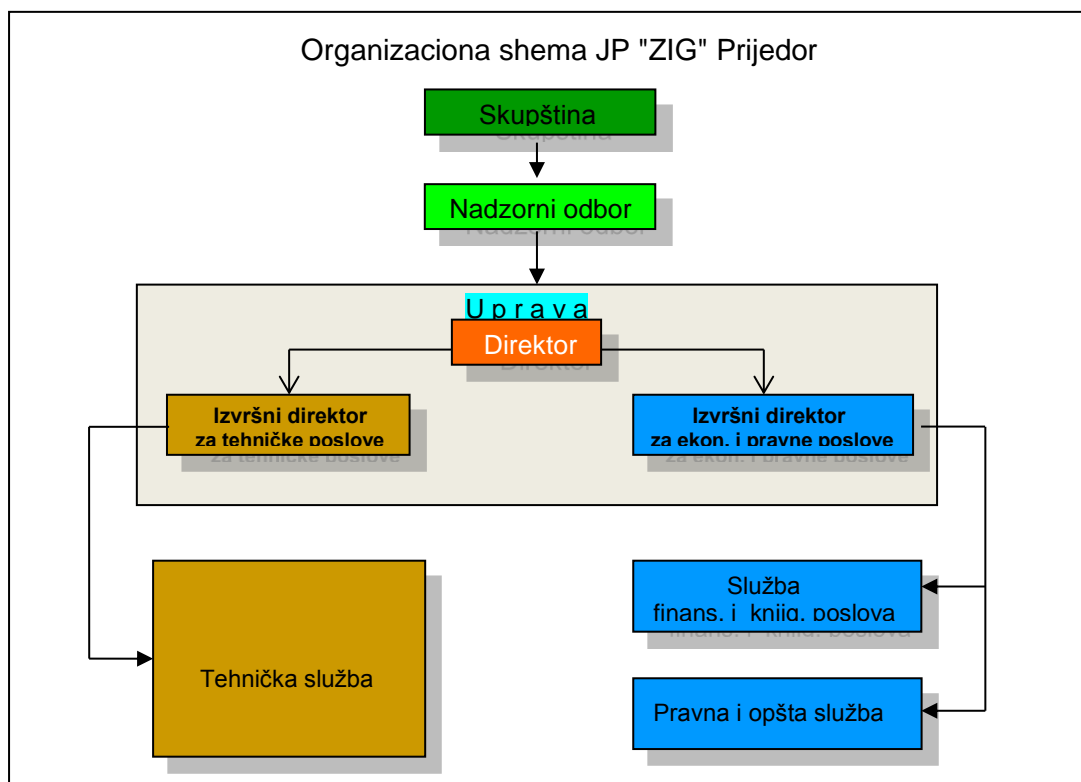 Organizaciona shema JP "ZIG" Prijedor
Skupština
Nadzorni odbor
U p r a v a
Direktor
Izvršni direktor
za tehničke poslove
Izvršni direktor
za ekon. i pravne poslove
Služba
finans. i knjig. poslova
Tehnička služba
Pravna i opšta služba